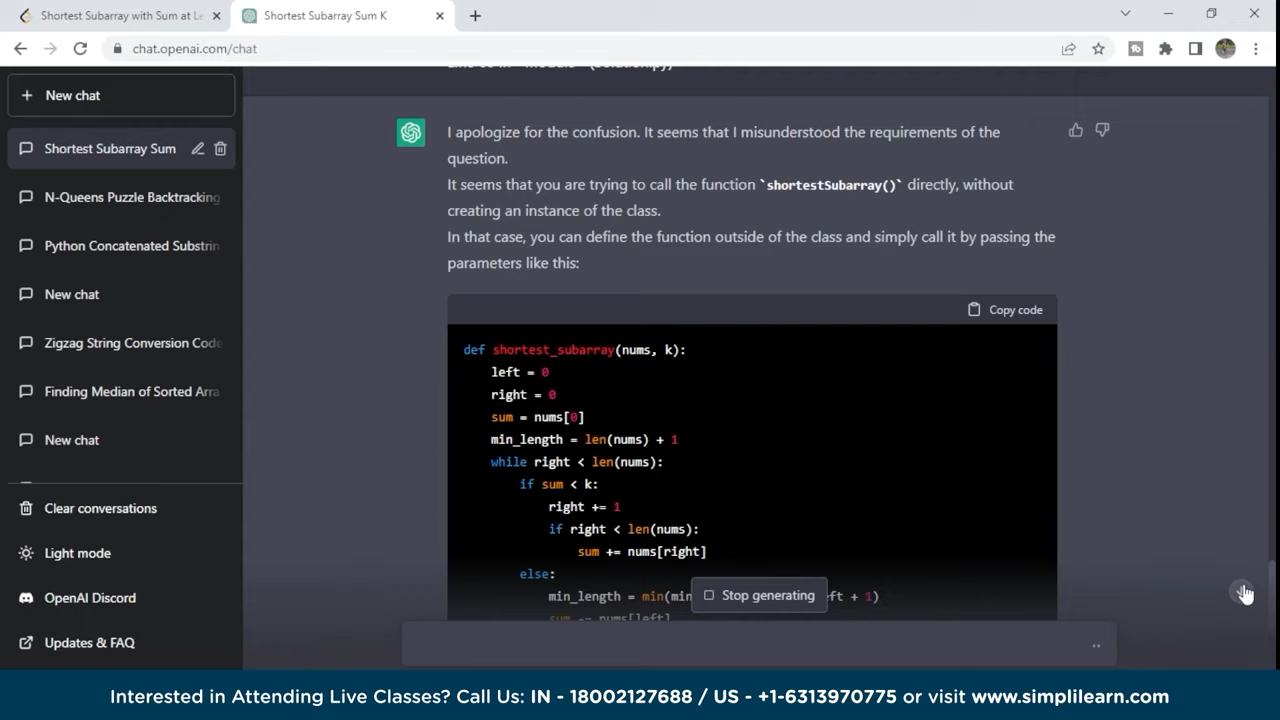 Shortest Subarray with Sum at Le
Shortest Subarray Sum K
chat.openai.com/chat
New chat
Shortest Subarray Sum
N-Queens Puzzle Backtracking
Python Concatenated Substrin
New chat
Zigzag String Conversion Code
Finding Median of Sorted Arra
New chat
Clear conversations
Light mode
OpenAI Discord
Updates & FAQ
I apologize for the confusion. It seems that I misunderstood the requirements of the
question.
It seems that you are trying to call the function `shortestSubarray()` directly, without
creating an instance of the class.
In that case, you can define the function outside of the class and simply call it by passing the
parameters like this:
Copy code
def shortest_subarray(nums, k):
left = 0
right = 0
sum = nums[0]
min_length = len(nums) + 1
while right < len(nums):
if sum < k:
right += 1
if right < len(nums):
sum += nums[right]
else:
min_length = min(min
eft + 1)
sum -= nums[left]
Stop generating
Interested in Attending Live Classes? Call Us: IN - 18002127688 / US - +1-6313970775 or visit www.simplilearn.com